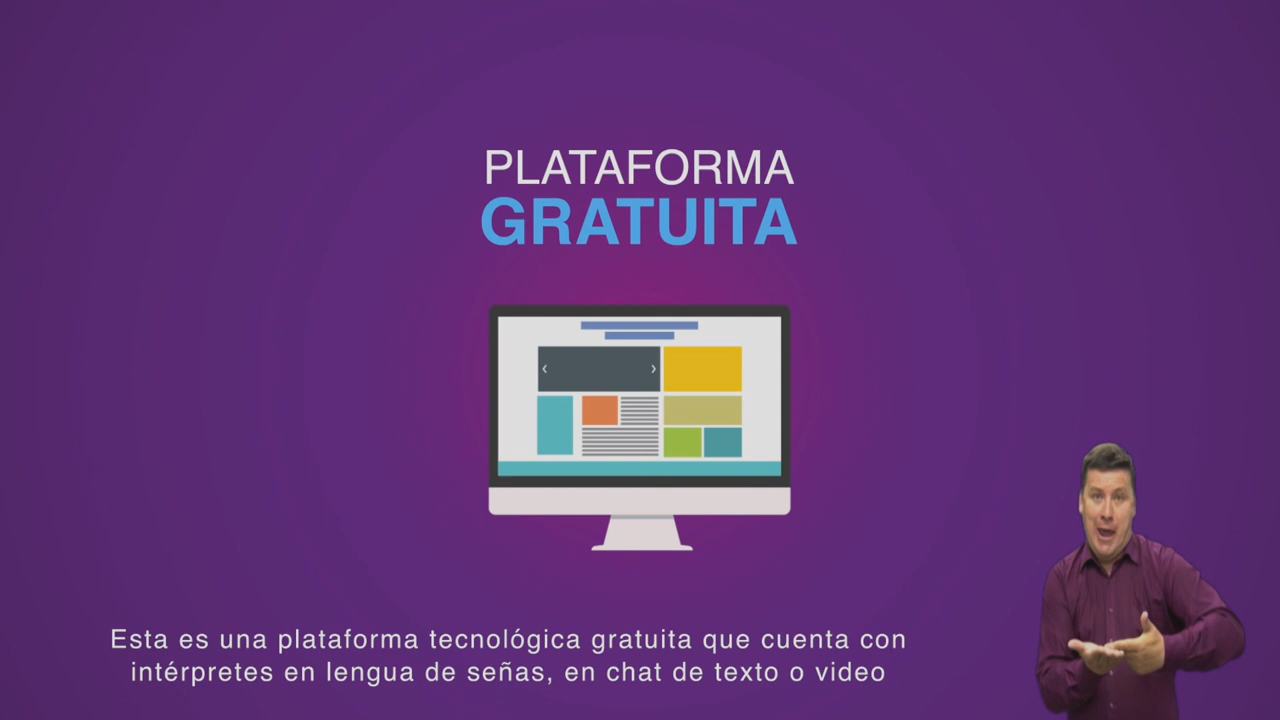 PLATAFORMA
GRATUITA
Esta es una plataforma tecnológica gratuita que cuenta con
intérpretes en lengua de señas, en chat de texto o video